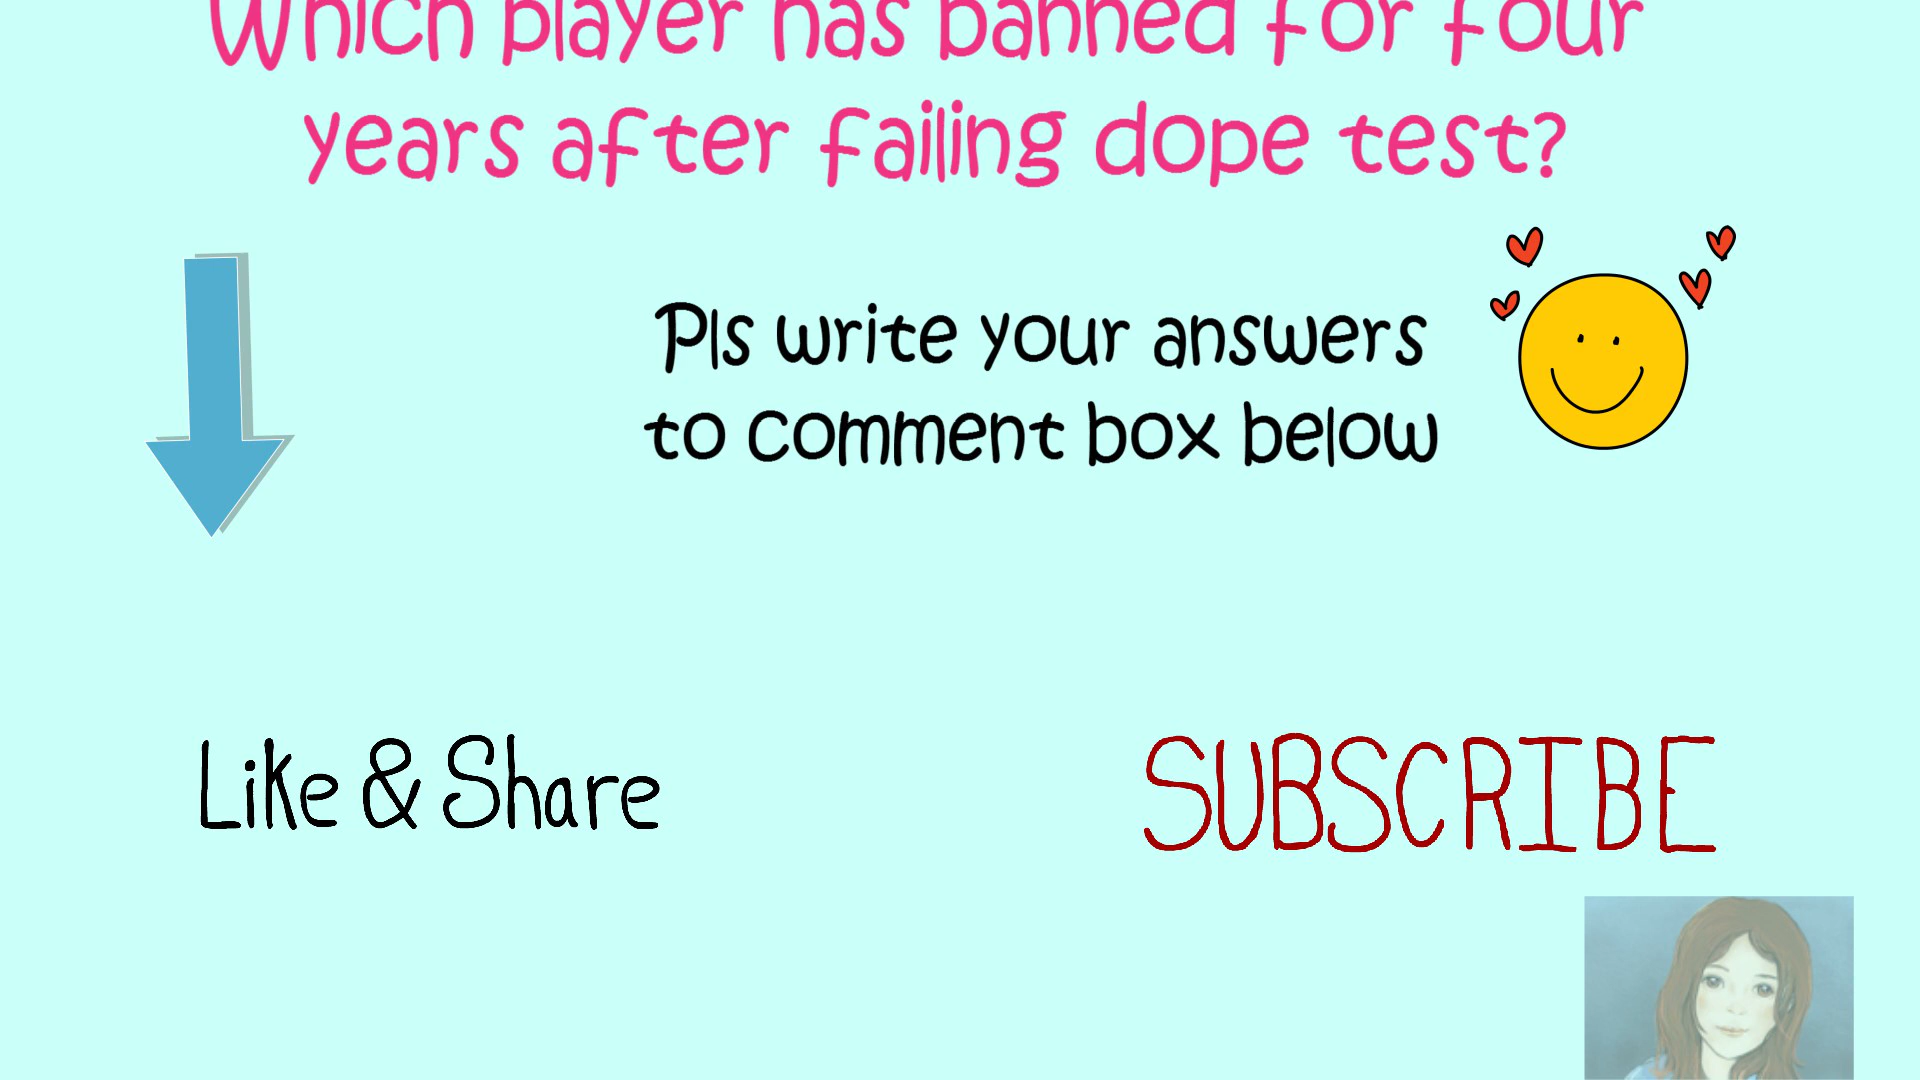 Which player has banned for four
years after failing dope test?
Pls write your answers
to comment box below
Like & Share
SUBSCRIBE